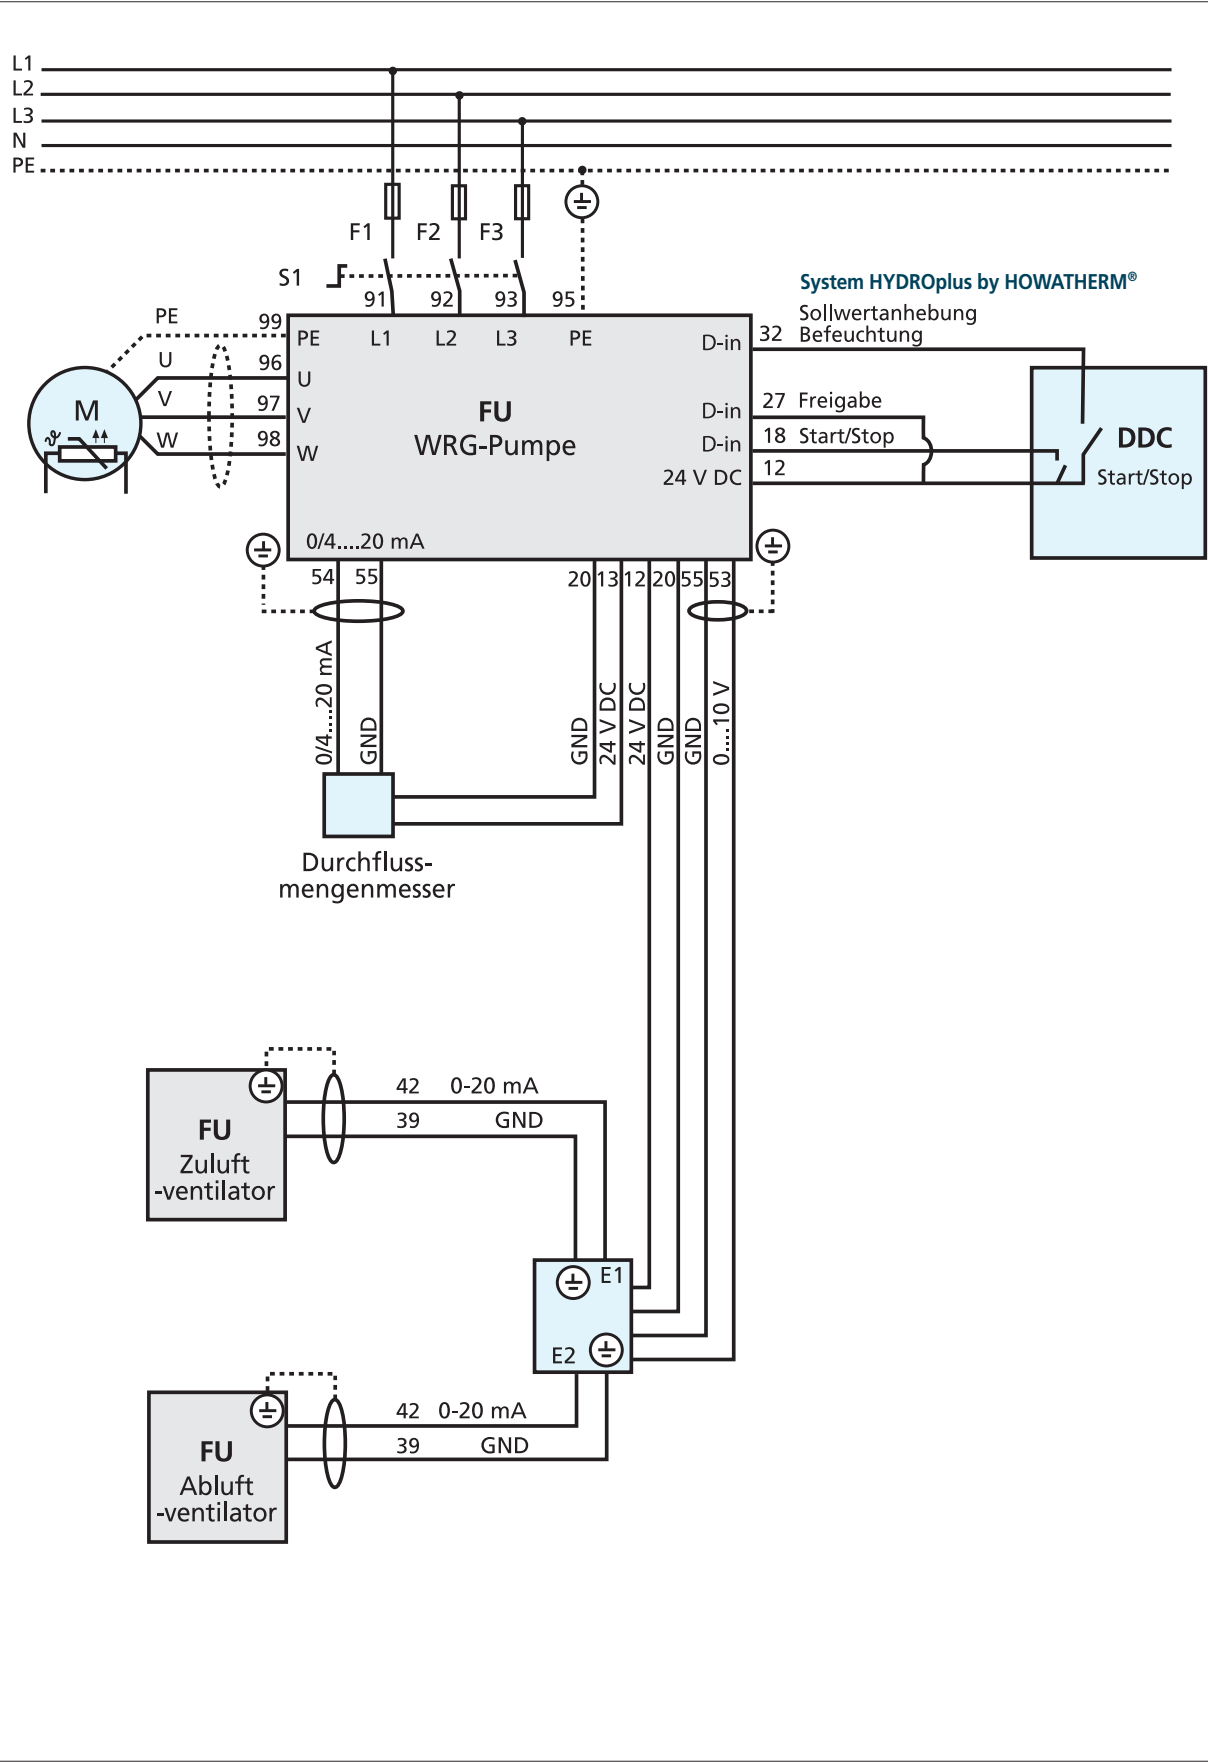 L1
L2
L3
N
PE
F1 F2 F3
S1
91 92 93 95
System HYDROplus by HOWATHERM®
Sollwertanhebung
32 Befeuchtung
PE 99
PE L1 L2 L3 PE D-in
U 96
U
V 97
V
W 98
W
M
FU
WRG-Pumpe
D-in 27 Freigabe
D-in 18 Start/Stop
24 V DC 12
DDC
Start/Stop
0/4....20 mA
54 55 20 13 12 20 55 53
0/4....20 mA
GND
GND
24 V DC
24 V DC
GND
GND
0.....10 V
Durchfluss-
mengenmesser
42 0-20 mA
39 GND
FU
Zuluft
-ventilator
E1
E2
42 0-20 mA
39 GND
FU
Abluft
-ventilator